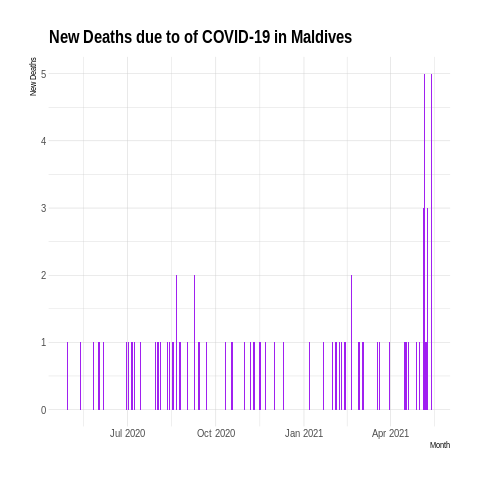 New Deaths due to of COVID-19 in Maldives
New Deaths
5
4
3
2
1
0
Jul 2020 Oct 2020 Jan 2021 Apr 2021
Month